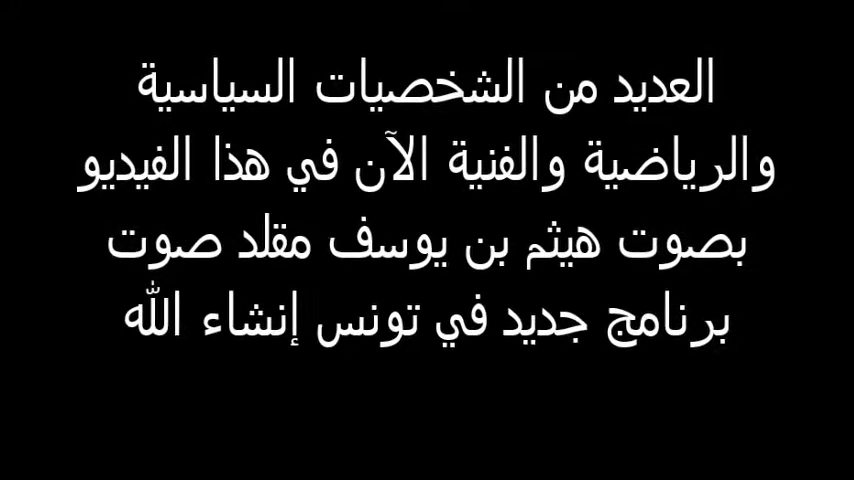 العديد من الشخصيات السياسية
والرياضية والفنية الآن في هذا الفيديو
بصوت هيثم بن يوسف مقلد صوت
برنامج جديد في تونس إنشاء الله